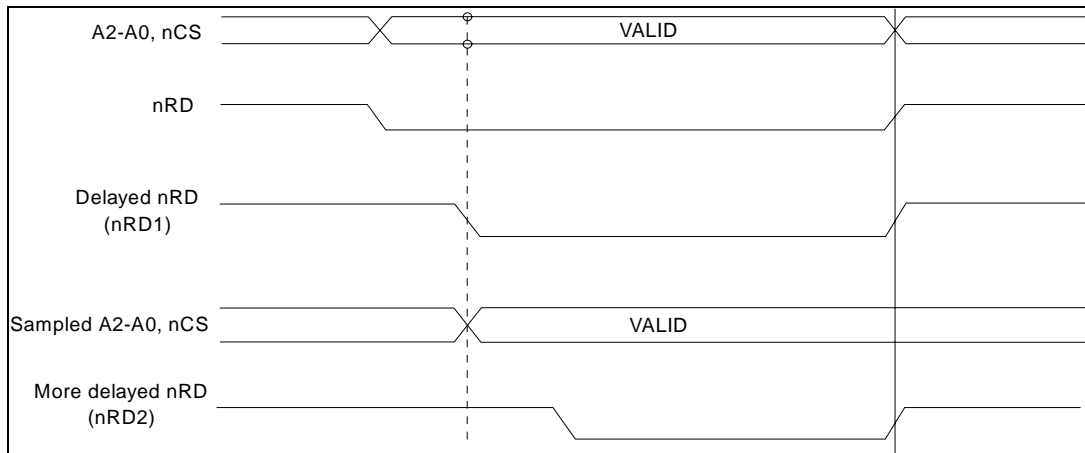 A2-A0, nCS
VALID
nRD
Delayed nRD
(nRD1)
Sampled A2-A0, nCS
VALID
More delayed nRD
(nRD2)